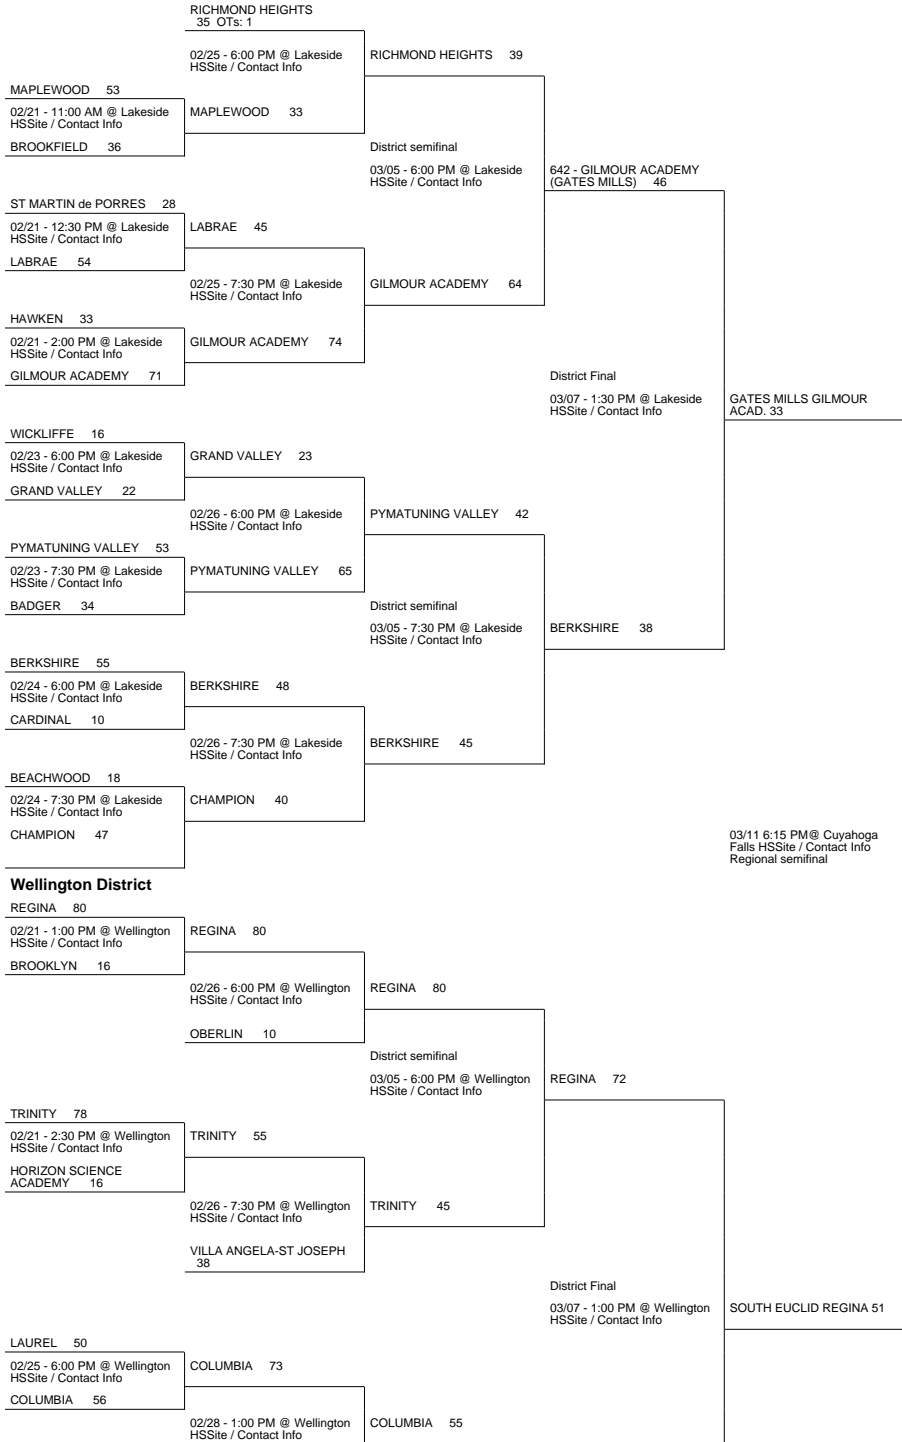 RICHMOND HEIGHTS
35 OTs: 1
02/25 - 6:00 PM @ Lakeside
HSSite / Contact Info
RICHMOND HEIGHTS 39
MAPLEWOOD 53
02/21 - 11:00 AM @ Lakeside
HSSite / Contact Info
MAPLEWOOD 33
BROOKFIELD 36
District semifinal
03/05 - 6:00 PM @ Lakeside
HSSite / Contact Info
642 - GILMOUR ACADEMY
(GATES MILLS) 46
ST MARTIN de PORRES 28
02/21 - 12:30 PM @ Lakeside
HSSite / Contact Info
LABRAE 45
LABRAE 54
02/25 - 7:30 PM @ Lakeside
HSSite / Contact Info
GILMOUR ACADEMY 64
HAWKEN 33
02/21 - 2:00 PM @ Lakeside
HSSite / Contact Info
GILMOUR ACADEMY 74
GILMOUR ACADEMY 71
District Final
03/07 - 1:30 PM @ Lakeside
HSSite / Contact Info
GATES MILLS GILMOUR
ACAD. 33
WICKLIFFE 16
02/23 - 6:00 PM @ Lakeside
HSSite / Contact Info
GRAND VALLEY 23
GRAND VALLEY 22
02/26 - 6:00 PM @ Lakeside
HSSite / Contact Info
PYMATUNING VALLEY 42
PYMATUNING VALLEY 53
02/23 - 7:30 PM @ Lakeside
HSSite / Contact Info
PYMATUNING VALLEY 65
BADGER 34
District semifinal
03/05 - 7:30 PM @ Lakeside
HSSite / Contact Info
BERKSHIRE 38
BERKSHIRE 55
02/24 - 6:00 PM @ Lakeside
HSSite / Contact Info
BERKSHIRE 48
CARDINAL 10
02/26 - 7:30 PM @ Lakeside
HSSite / Contact Info
BERKSHIRE 45
BEACHWOOD 18
02/24 - 7:30 PM @ Lakeside
HSSite / Contact Info
CHAMPION 40
CHAMPION 47
03/11 6:15 PM@ Cuyahoga
Falls HSSite / Contact Info
Regional semifinal
Wellington District
REGINA 80
02/21 - 1:00 PM @ Wellington
HSSite / Contact Info
REGINA 80
BROOKLYN 16
02/26 - 6:00 PM @ Wellington
HSSite / Contact Info
REGINA 80
OBERLIN 10
District semifinal
03/05 - 6:00 PM @ Wellington
HSSite / Contact Info
REGINA 72
TRINITY 78
02/21 - 2:30 PM @ Wellington
HSSite / Contact Info
TRINITY 55
HORIZON SCIENCE
ACADEMY 16
02/26 - 7:30 PM @ Wellington
HSSite / Contact Info
TRINITY 45
VILLA ANGELA-ST JOSEPH
38
District Final
03/07 - 1:00 PM @ Wellington
HSSite / Contact Info
SOUTH EUCLID REGINA 51
LAUREL 50
02/25 - 6:00 PM @ Wellington
HSSite / Contact Info
COLUMBIA 73
COLUMBIA 56
02/28 - 1:00 PM @ Wellington
HSSite / Contact Info
COLUMBIA 55